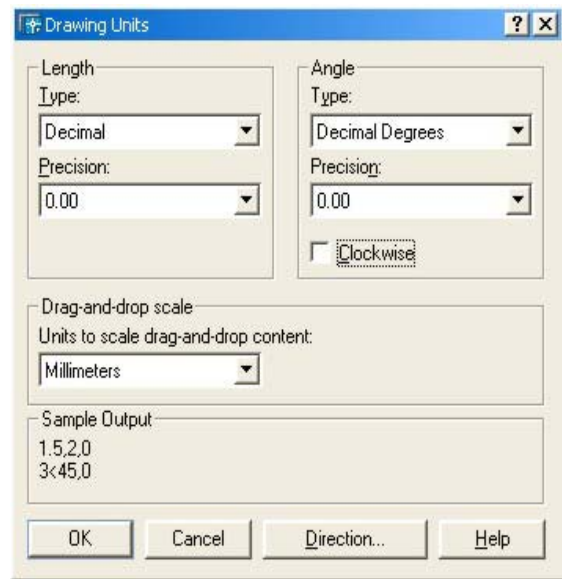 Drawing Units
Length
Type:
Decimal
Precision:
0.00
Angle
Type:
Decimal Degrees
Precision:
0.00
Clockwise
Drag-and-drop scale
Units to scale drag-and-drop content:
Millimeters
Sample Output
1.5,2,0
3<45,0
OK Cancel Direction... Help